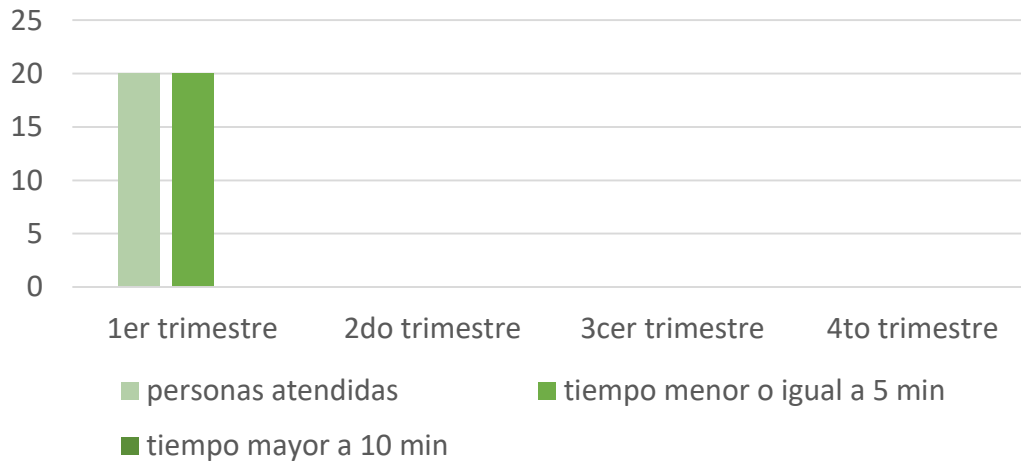 25
20
15
10
5
0
1er trimestre 2do trimestre 3cer trimestre 4to trimestre
personas atendidas tiempo menor o igual a 5 min
tiempo mayor a 10 min